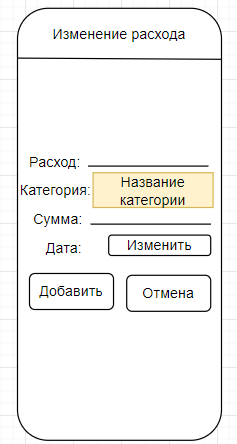 Изменение расхода
Расход:
Категория: Название
категории
Сумма:
Дата: Изменить
Добавить Отмена